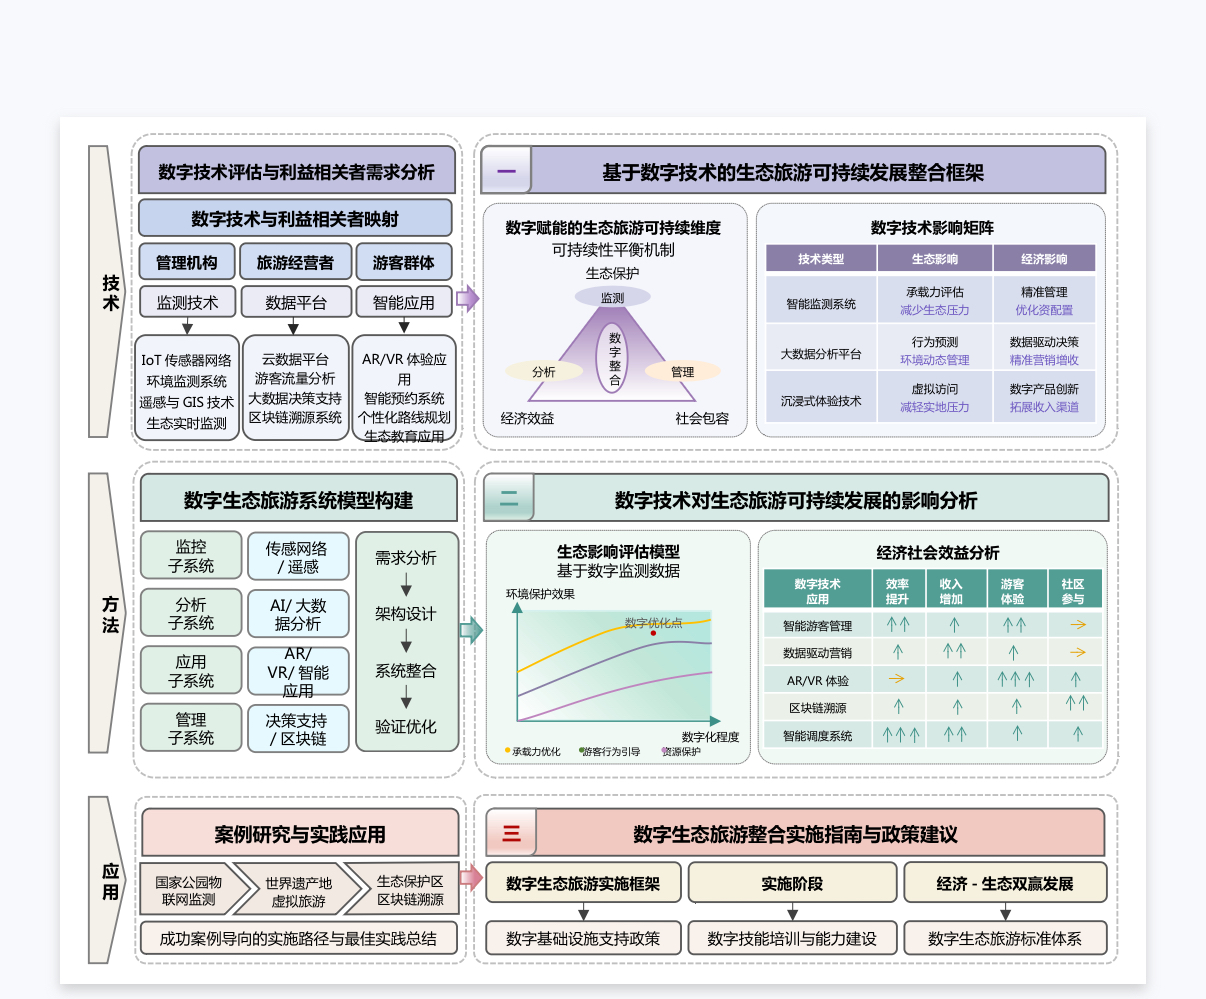 技
术
数字技术评估与利益相关者需求分析
数字技术与利益相关者映射
管理机构
旅游经营者
游客群体
监测技术
数据平台
智能应用
IoT 传感器网络
环境监测系统
遥感与 GIS 技术
生态实时监测
云数据平台
游客流量分析
大数据决策支持
区块链溯源系统
AR/VR 体验应
用
智能预约系统
个性化路线规划
生态教育应用
一
基于数字技术的生态旅游可持续发展整合框架
数字赋能的生态旅游可持续维度
可持续性平衡机制
生态保护
监测
数
字
整
合
分析
管理
经济效益
社会包容
数字技术影响矩阵
技术类型
生态影响
经济影响
智能监测系统
承载力评估
减少生态压力
精准管理
优化资配置
大数据分析平台
行为预测
环境动态管理
数据驱动决策
精准营销增收
沉浸式体验技术
虚拟访问
减轻实地压力
数字产品创新
拓展收入渠道
方
法
数字生态旅游系统模型构建
监控
子系统
传感网络
/ 遥感
分析
子系统
AI/ 大数
据分析
应用
子系统
AR/
VR/ 智能
应用
管理
子系统
决策支持
/ 区块链
需求分析
架构设计
系统整合
验证优化
二
数字技术对生态旅游可持续发展的影响分析
生态影响评估模型
基于数字监测数据
环境保护效果
数字优化点
数字化程度
承载力优化
游客行为引导
资源保护
经济社会效益分析
数字技术
应用
效率
提升
收入
增加
游客
体验
社区
参与
智能游客管理
↑↑
↑
↑↑
→
数据驱动营销
↑
↑↑
↑
→
AR/VR 体验
→
↑
↑↑↑
↑
区块链溯源
↑
↑
↑
↑↑
智能调度系统
↑↑↑
↑↑
↑
↑
应
用
案例研究与实践应用
国家公园物
联网监测
世界遗产地
虚拟旅游
生态保护区
区块链溯源
成功案例导向的实施路径与最佳实践总结
三
数字生态旅游整合实施指南与政策建议
数字生态旅游实施框架
实施阶段
经济 - 生态双赢发展
数字基础设施支持政策
数字技能培训与能力建设
数字生态旅游标准体系